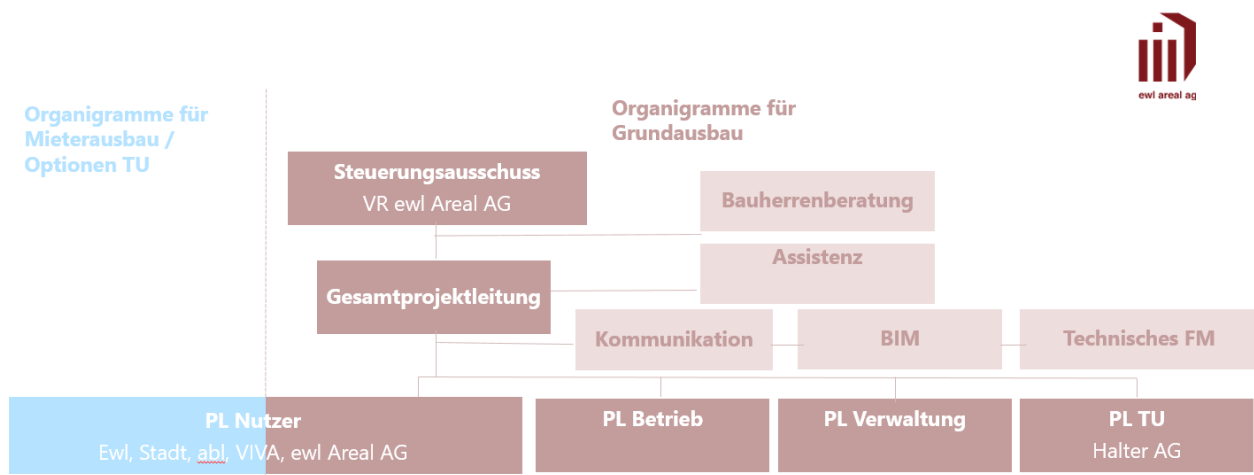 ewl areal ag
Organigramme für
Mieterausbau /
Optionen TU
Organigramme für
Grundausbau
Steuerungsausschuss
VR ewl Areal AG
Bauherrenberatung
Assistenz
Gesamtprojektleitung
Kommunikation
BIM
Technisches FM
PL Nutzer
Ewl, Stadt, abl, VIVA, ewl Areal AG
PL Betrieb
PL Verwaltung
PL TU
Halter AG